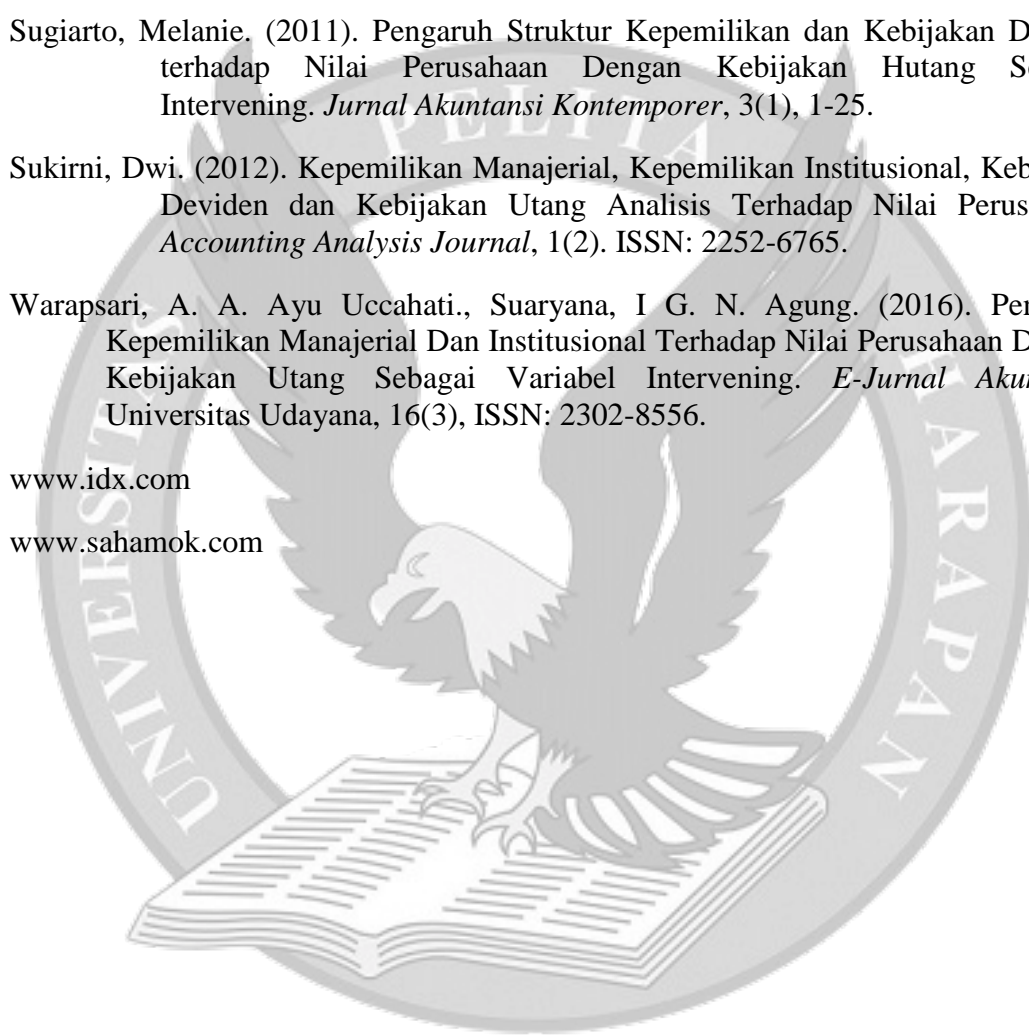 Sugiarto, Melanie. (2011). Pengaruh Struktur Kepemilikan dan Kebijakan D
terhadap Nilai Perusahaan Dengan Kebijakan Hutang S
Intervening. Jurnal Akuntansi Kontemporer, 3(1), 1-25.
Sukirni, Dwi. (2012). Kepemilikan Manajerial, Kepemilikan Institusional, Keb
Deviden dan Kebijakan Utang Analisis Terhadap Nilai Perus
Accounting Analysis Journal, 1(2). ISSN: 2252-6765.
Warapsari, A. A. Ayu Uccahati., Suaryana, I G. N. Agung. (2016). Pen
Kepemilikan Manajerial Dan Institusional Terhadap Nilai Perusahaan D
Kebijakan Utang Sebagai Variabel Intervening. E-Jurnal Aku
Universitas Udayana, 16(3), ISSN: 2302-8556.
www.idx.com
www.sahamok.com
UNIVERSITAS
PELITA
HARAPAN